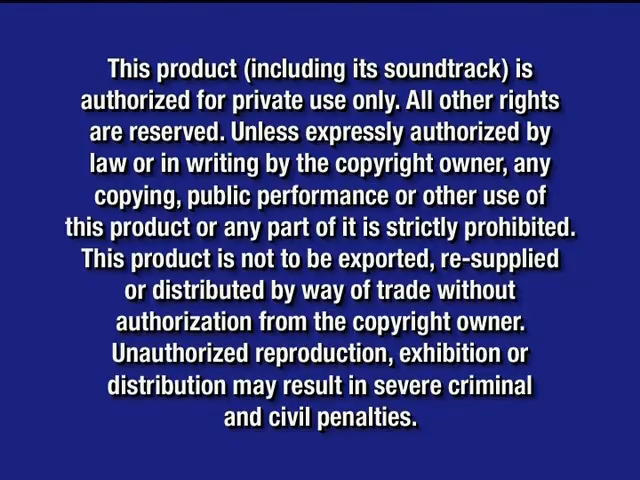 This product (including its soundtrack) is
authorized for private use only. All other rights
are reserved. Unless expressly authorized by
law or in writing by the copyright owner, any
copying, public performance or other use of
this product or any part of it is strictly prohibited.
This product is not to be exported, re-supplied
or distributed by way of trade without
authorization from the copyright owner.
Unauthorized reproduction, exhibition or
distribution may result in severe criminal
and civil penalties.